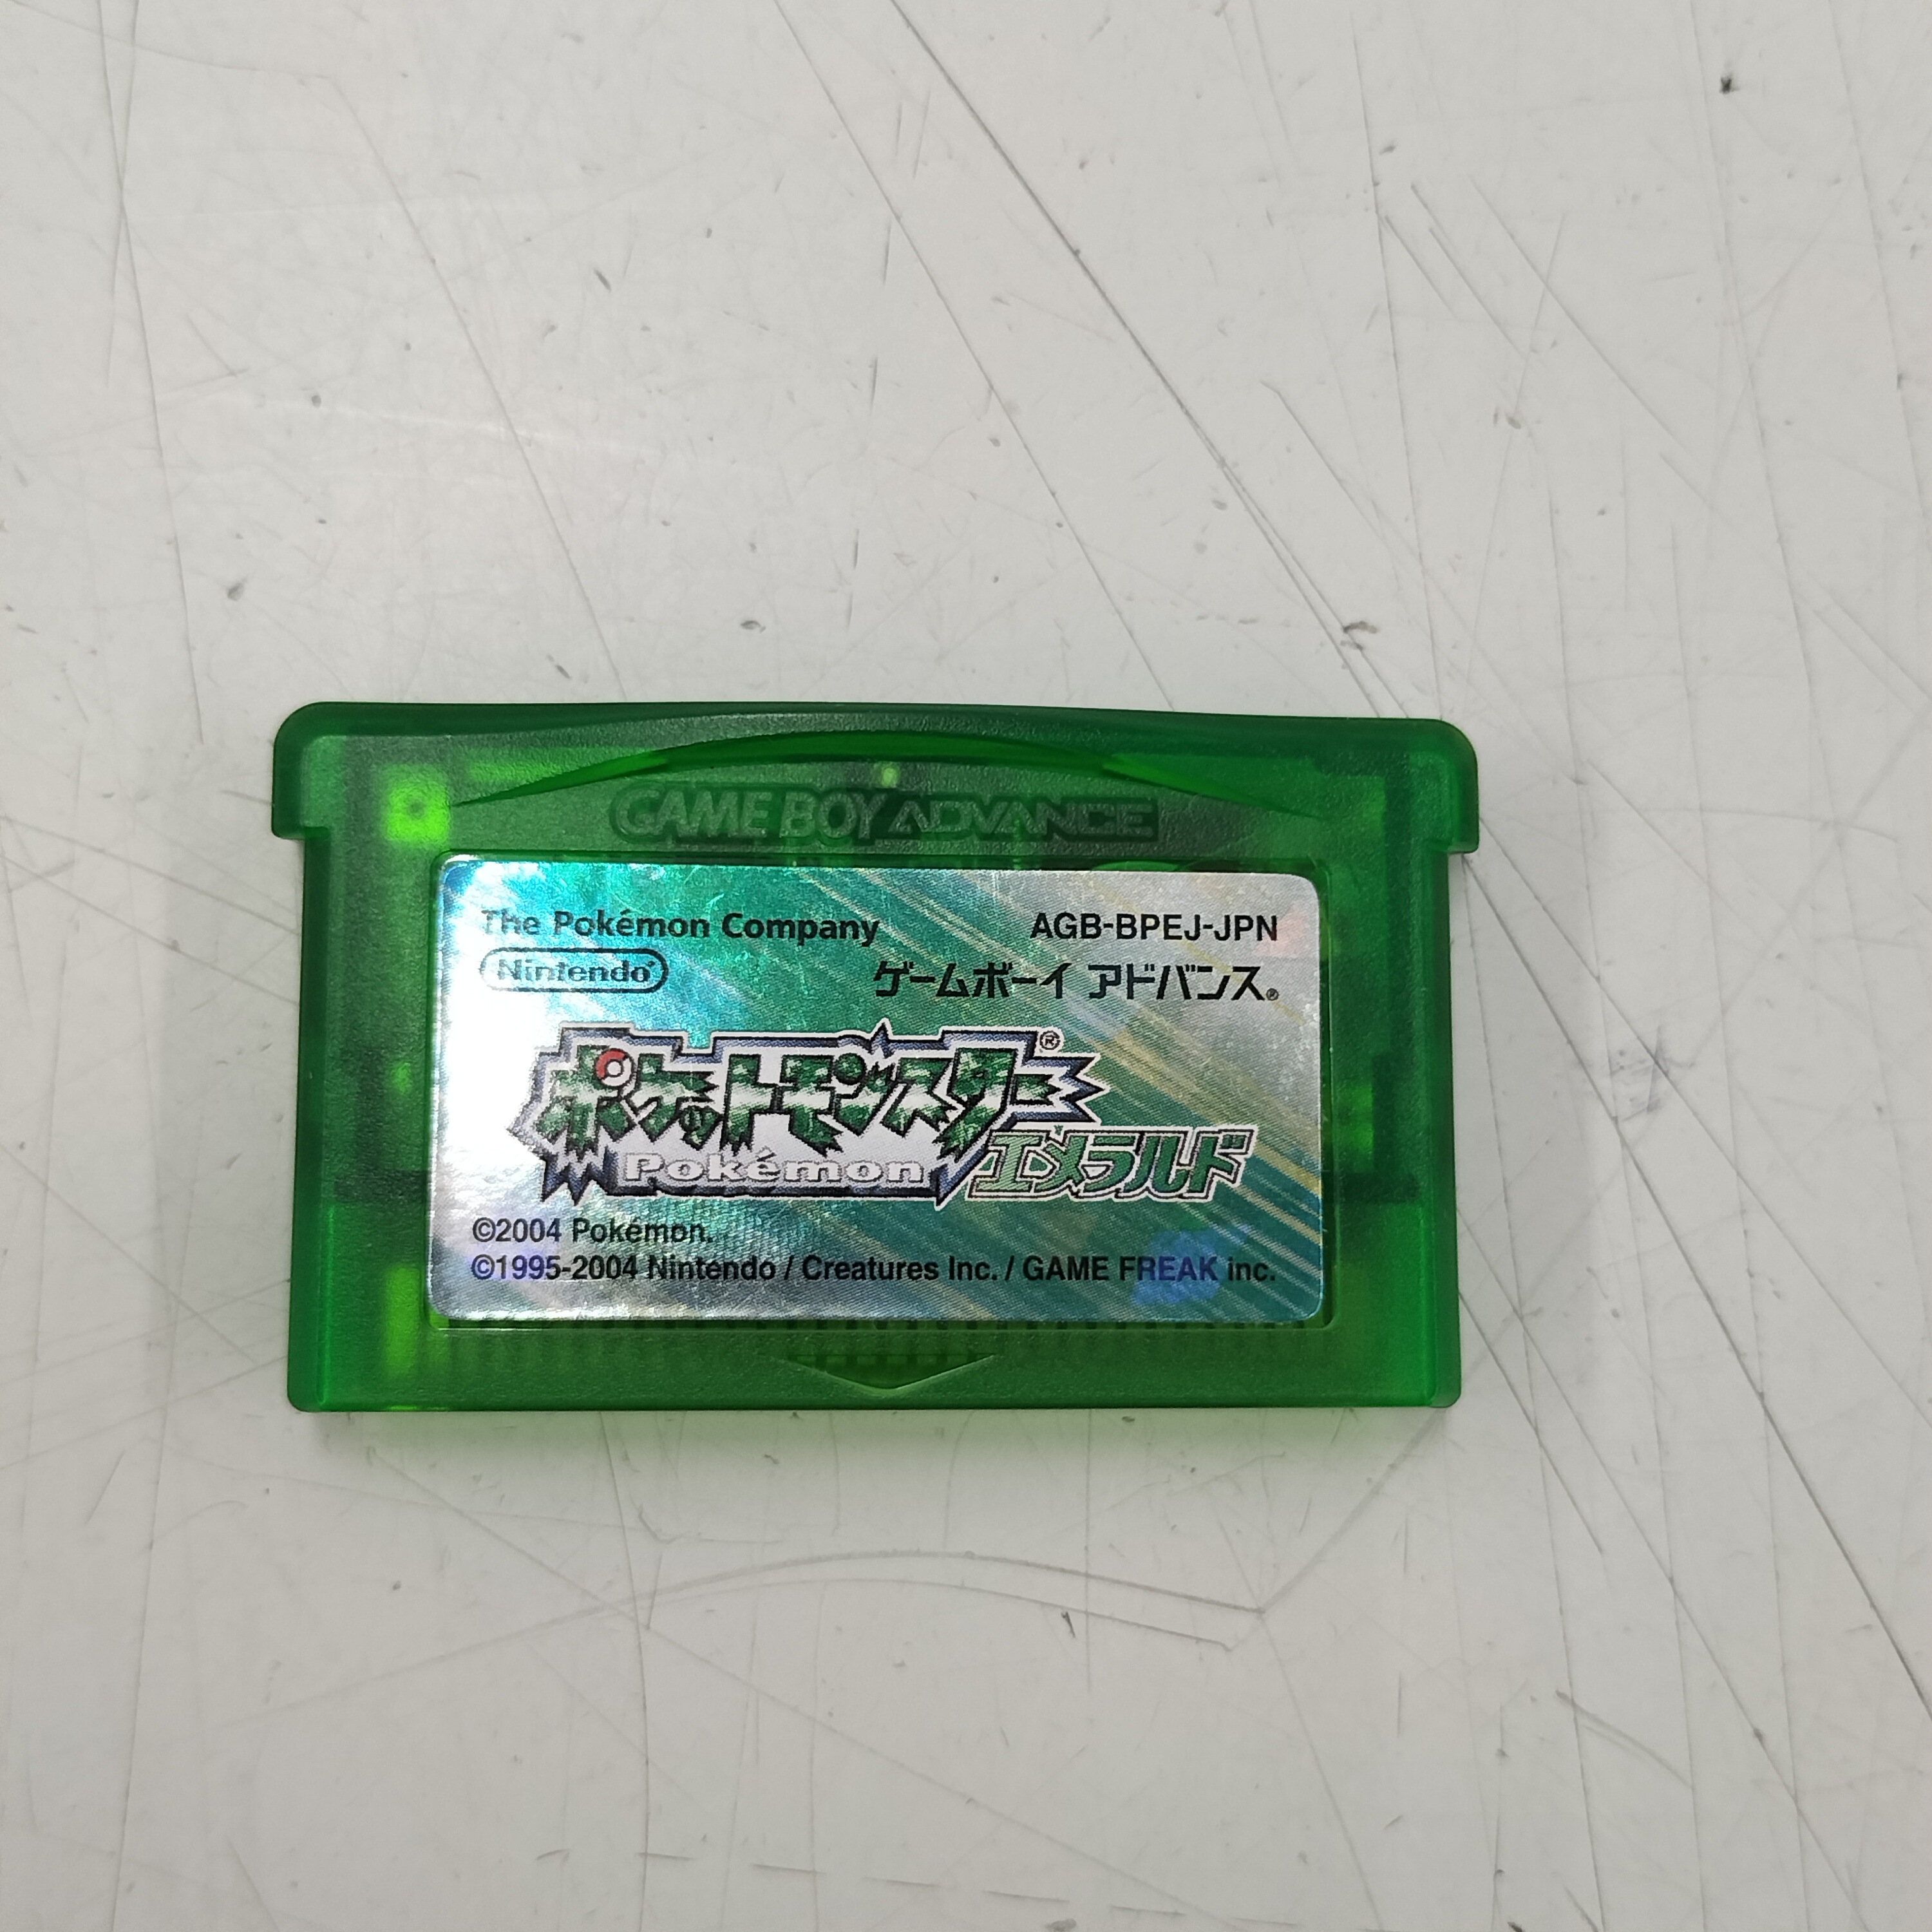 GAME BOY ADVANCE
The Pokémon Company
AGB-BPEJ-JPN
Nintendo®
ゲームボーイ アドバンス®
ポケットモンスター®
Pokémon
エメラルド
©2004 Pokémon.
©1995-2004 Nintendo / Creatures Inc. / GAME FREAK inc.